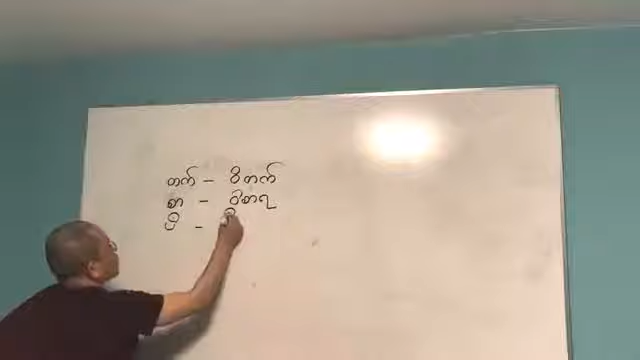 တက် – ဝိတက်
စာ – ဝိစာရ
ပိ –